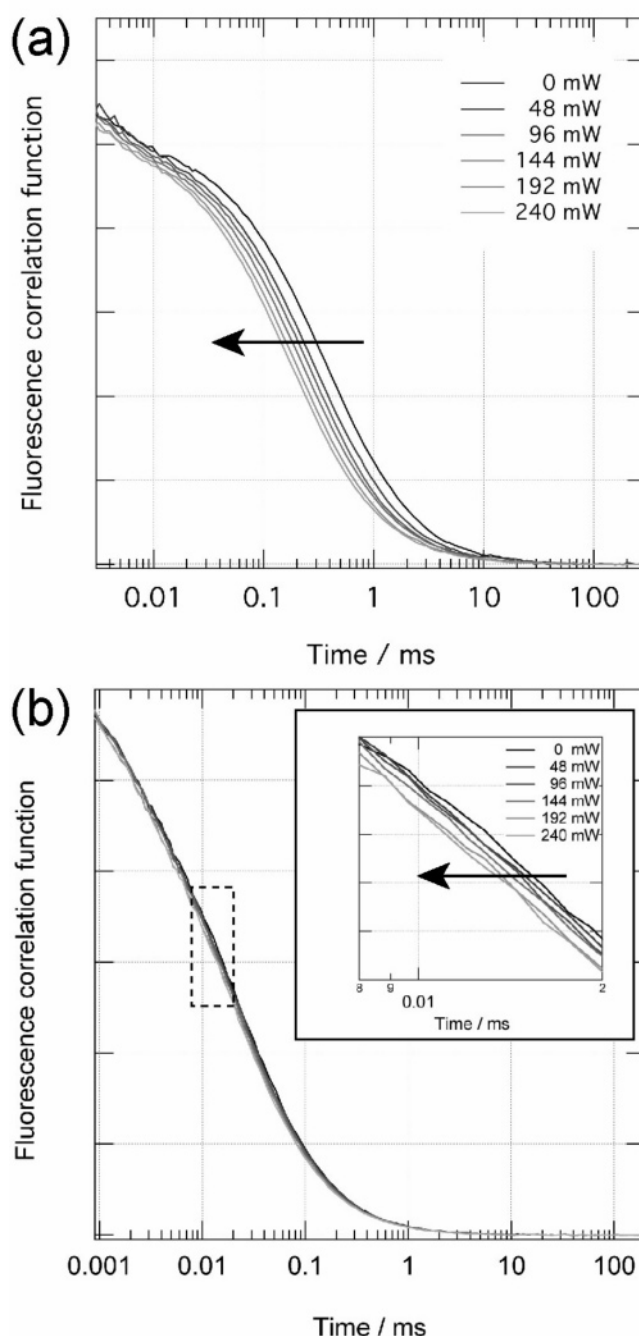 (a)
Fluorescence correlation function
0 mW
48 mW
96 mW
144 mW
192 mW
240 mW
0.01 0.1 1 10 100
Time / ms
(b)
Fluorescence correlation function
0 mW
48 mW
96 mW
144 mW
192 mW
240 mW
8 9 0.01 2
Time / ms
0.001 0.01 0.1 1 10 100
Time / ms